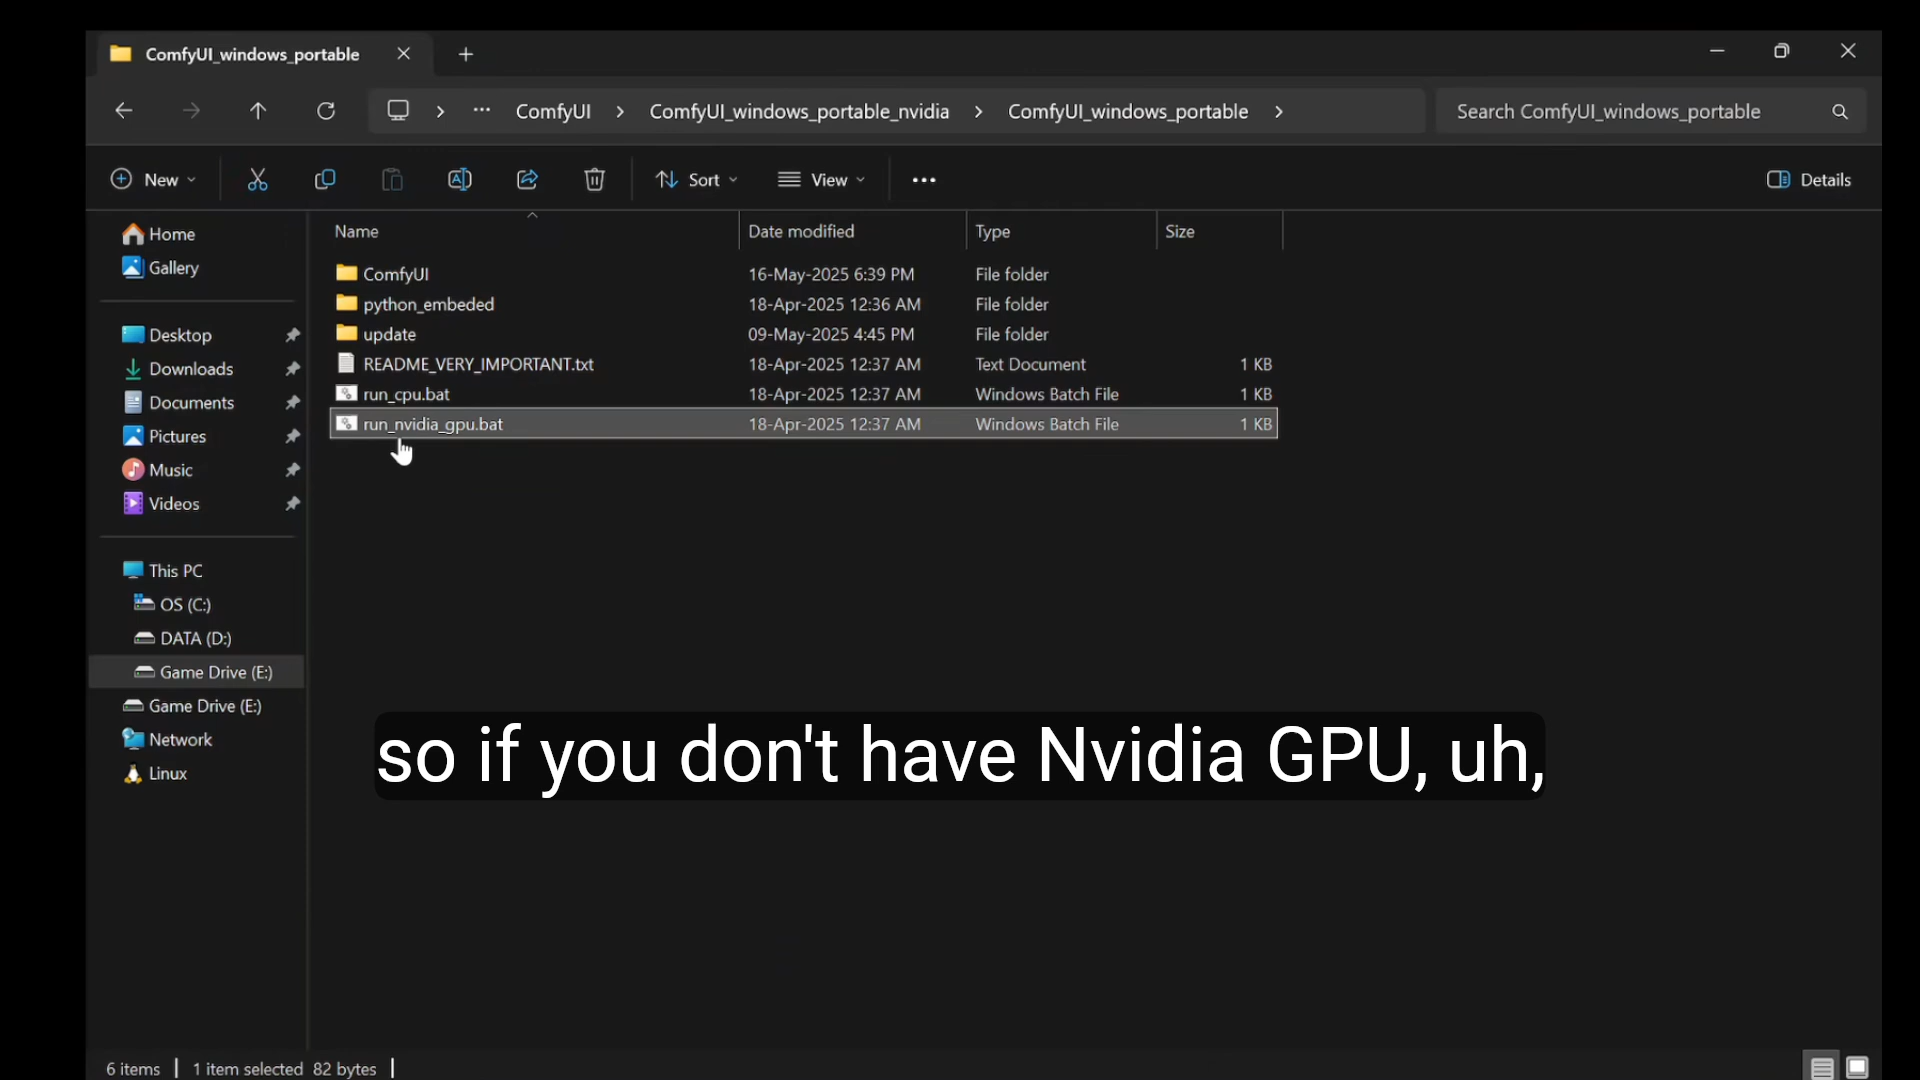 ComfyUI_windows_portable
ComfyUI ComfyUI_windows_portable_nvidia ComfyUI_windows_portable Search ComfyUI_windows_portable
New Sort View Details
Name Date modified Type Size
Home
Gallery
Desktop
Downloads
Documents
Pictures
Music
Videos
This PC
OS (C:)
DATA (D:)
Game Drive (E:)
Game Drive (E:)
Network
Linux
ComfyUI 16-May-2025 6:39 PM File folder
python_embeded 18-Apr-2025 12:36 AM File folder
update 09-May-2025 4:45 PM File folder
README_VERY_IMPORTANT.txt 18-Apr-2025 12:37 AM Text Document 1 KB
run_cpu.bat 18-Apr-2025 12:37 AM Windows Batch File 1 KB
run_nvidia_gpu.bat 18-Apr-2025 12:37 AM Windows Batch File 1 KB
so if you don't have Nvidia GPU, uh,
6 items 1 item selected 82 bytes